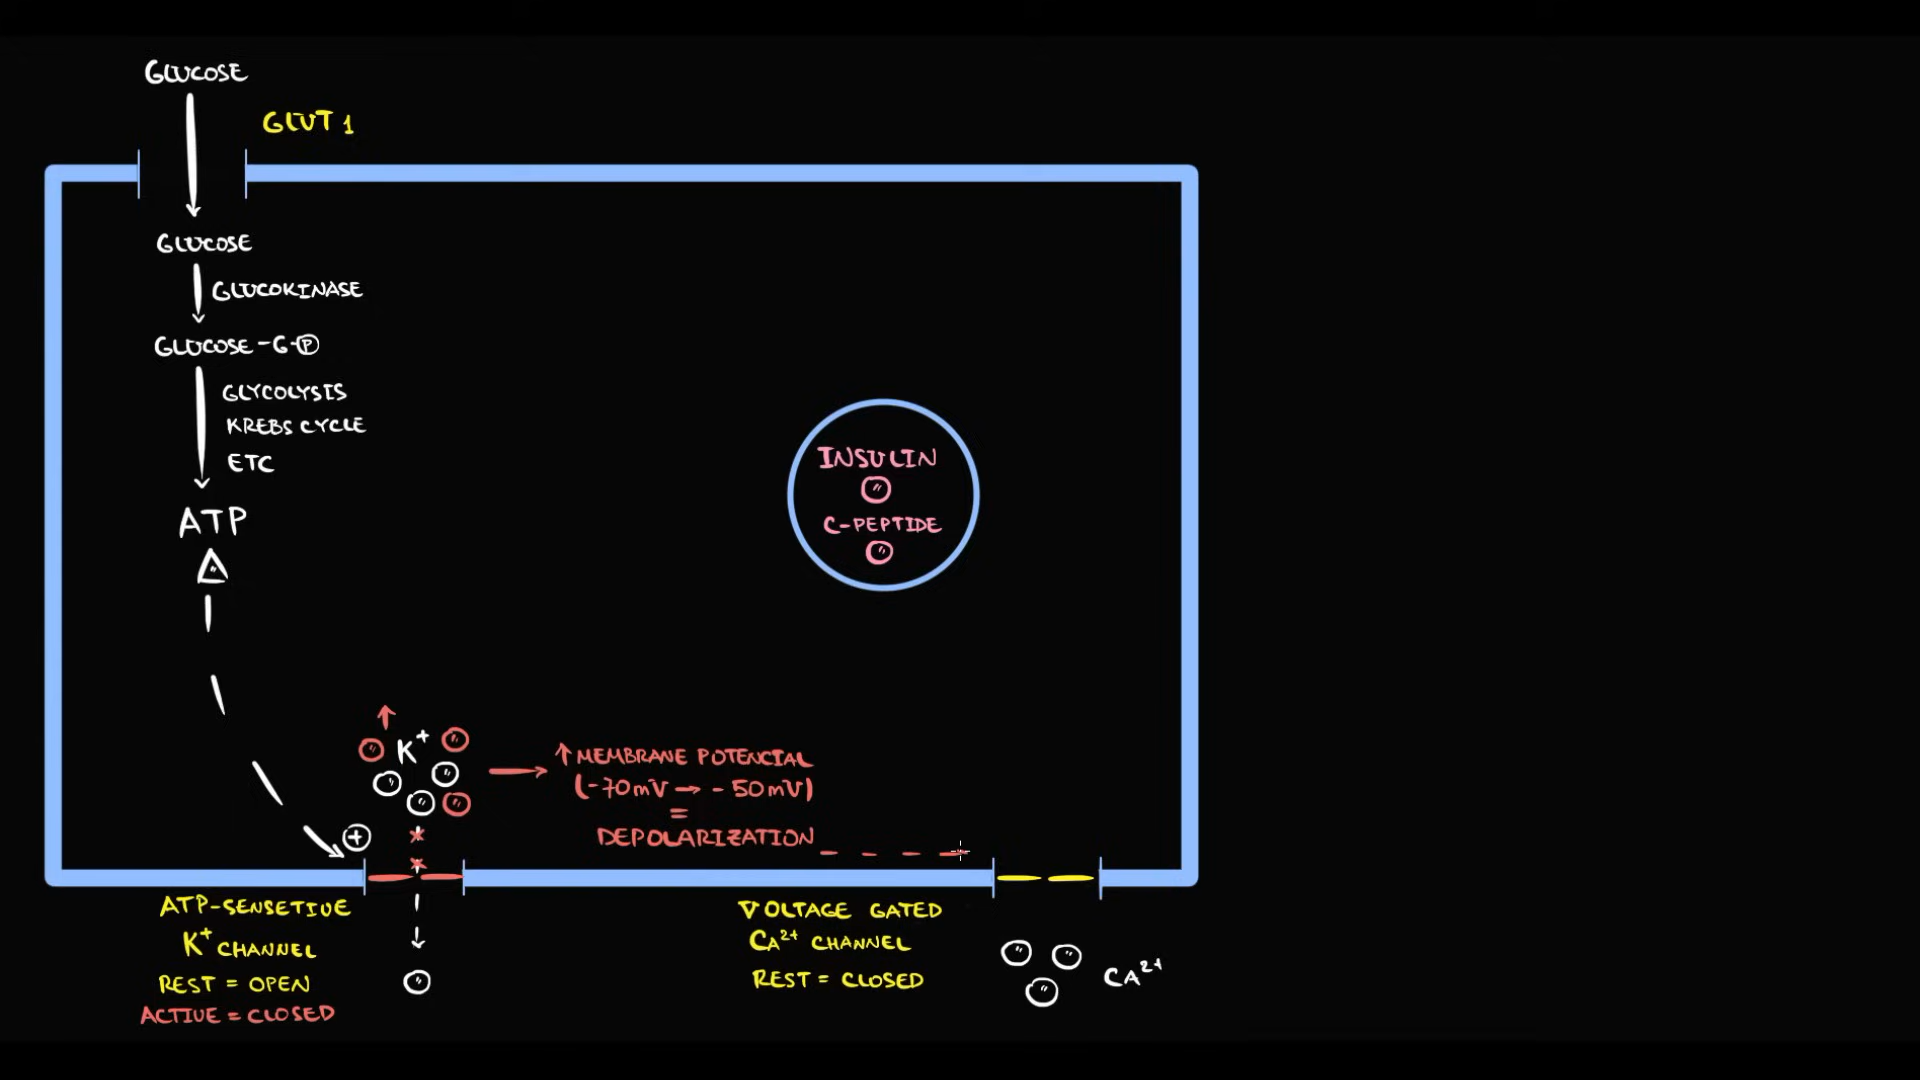 GLUCOSE
GLUT 1
GLUCOSE
GLUCOKINASE
GLUCOSE-6-P
GLYCOLYSIS
KREBS CYCLE
ETC
ATP
INSULIN
C-PEPTIDE
K⁺
↑ MEMBRANE POTENCIAL
(-70mV → -50mV)
=
DEPOLARIZATION
+
ATP-SENSETIVE
K⁺ CHANNEL
REST = OPEN
ACTIVE = CLOSED
VOLTAGE GATED
CA²⁺ CHANNEL
REST = CLOSED
CA²⁺